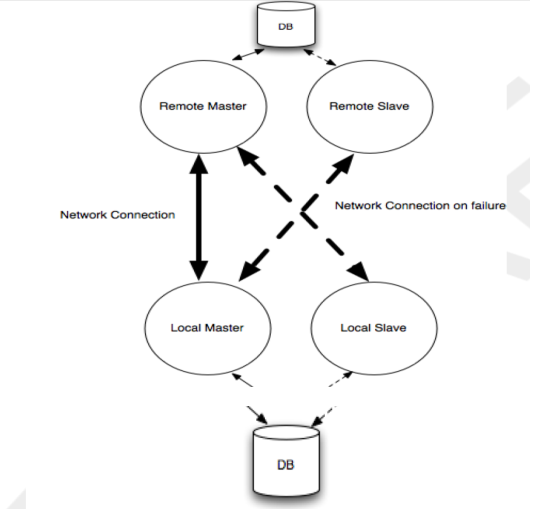 DB
Remote Master
Remote Slave
Network Connection
Network Connection on failure
Local Master
Local Slave
DB